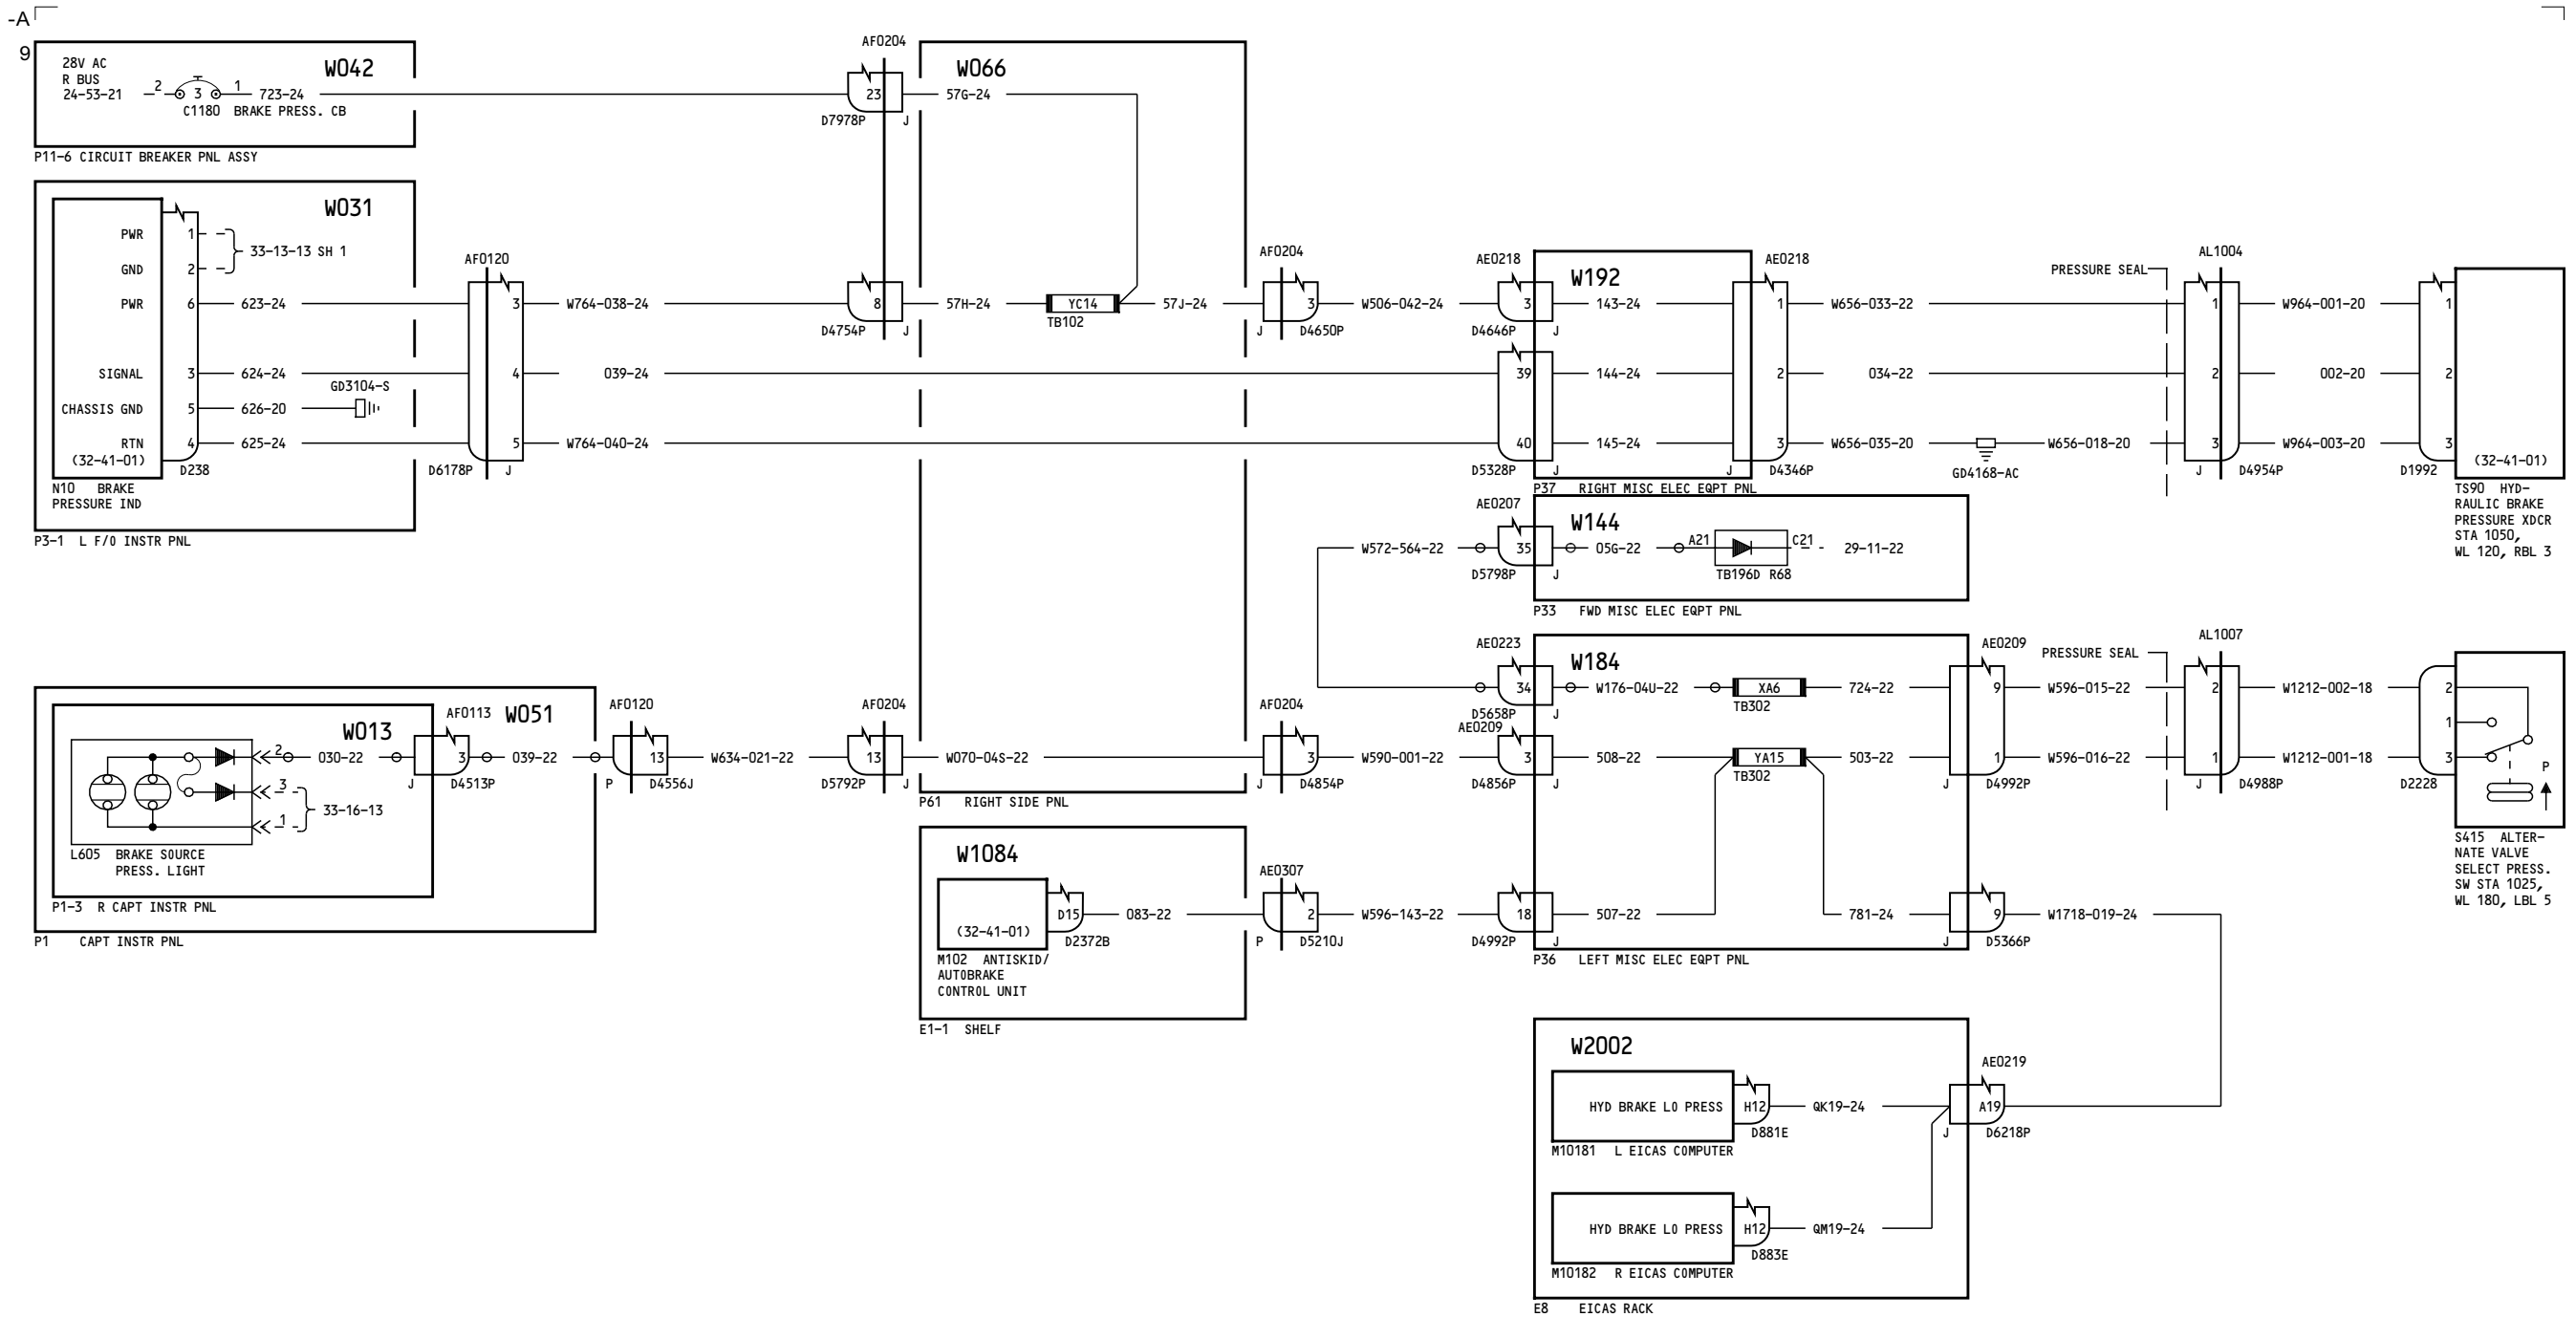 -A
9
28V AC
R BUS
24-53-21
2
3
1
723-24
C1180 BRAKE PRESS. CB
W042
P11-6 CIRCUIT BREAKER PNL ASSY
AF0204
23
D7978P
J
W066
57G-24
W031
PWR
1
33-13-13 SH 1
GND
2
PWR
6
623-24
SIGNAL
3
624-24
GD3104-S
CHASSIS GND
5
626-20
RTN
4
625-24
(32-41-01)
D238
N10 BRAKE
PRESSURE IND
P3-1 L F/O INSTR PNL
AF0120
3
4
5
D6178P
J
W764-038-24
039-24
W764-040-24
8
D4754P
J
57H-24
YC14
TB102
57J-24
AF0204
3
J
D4650P
W506-042-24
AE0218
3
D4646P
J
39
40
D5328P
J
W192
143-24
144-24
145-24
P37 RIGHT MISC ELEC EQPT PNL
AE0218
1
2
3
J
D4346P
W656-033-22
034-22
W656-035-20
GD4168-AC
W656-018-20
PRESSURE SEAL
AL1004
1
2
3
J
D4954P
W964-001-20
002-20
W964-003-20
1
2
3
D1992
(32-41-01)
TS90 HYD-
RAULIC BRAKE
PRESSURE XDCR
STA 1050,
WL 120, RBL 3
AE0207
W572-564-22
35
D5798P
J
W144
05G-22
A21
C21
29-11-22
TB196D R68
P33 FWD MISC ELEC EQPT PNL
AE0223
34
D5658P
J
W184
W176-04U-22
XA6
TB302
724-22
AE0209
9
1
J
D4992P
W596-015-22
W596-016-22
PRESSURE SEAL
AL1007
2
1
J
D4988P
W1212-002-18
W1212-001-18
2
1
3
D2228
P
S415 ALTER-
NATE VALVE
SELECT PRESS.
SW STA 1025,
WL 180, LBL 5
W013
2
030-22
3
33-16-13
1
L605 BRAKE SOURCE
PRESS. LIGHT
P1-3 R CAPT INSTR PNL
P1 CAPT INSTR PNL
AF0113
3
J
D4513P
W051
039-22
AF0120
13
P
D4556J
W634-021-22
AF0204
13
D5792P
J
W070-04S-22
P61 RIGHT SIDE PNL
AF0204
3
J
D4854P
W590-001-22
AE0209
3
D4856P
J
508-22
YA15
TB302
503-22
W1084
(32-41-01)
D15
D2372B
083-22
M102 ANTISKID/
AUTOBRAKE
CONTROL UNIT
E1-1 SHELF
AE0307
2
P
D5210J
W596-143-22
18
D4992P
J
507-22
781-24
9
J
D5366P
W1718-019-24
P36 LEFT MISC ELEC EQPT PNL
W2002
HYD BRAKE LO PRESS
H12
D881E
QK19-24
M10181 L EICAS COMPUTER
AE0219
A19
J
D6218P
HYD BRAKE LO PRESS
H12
D883E
QM19-24
M10182 R EICAS COMPUTER
E8 EICAS RACK